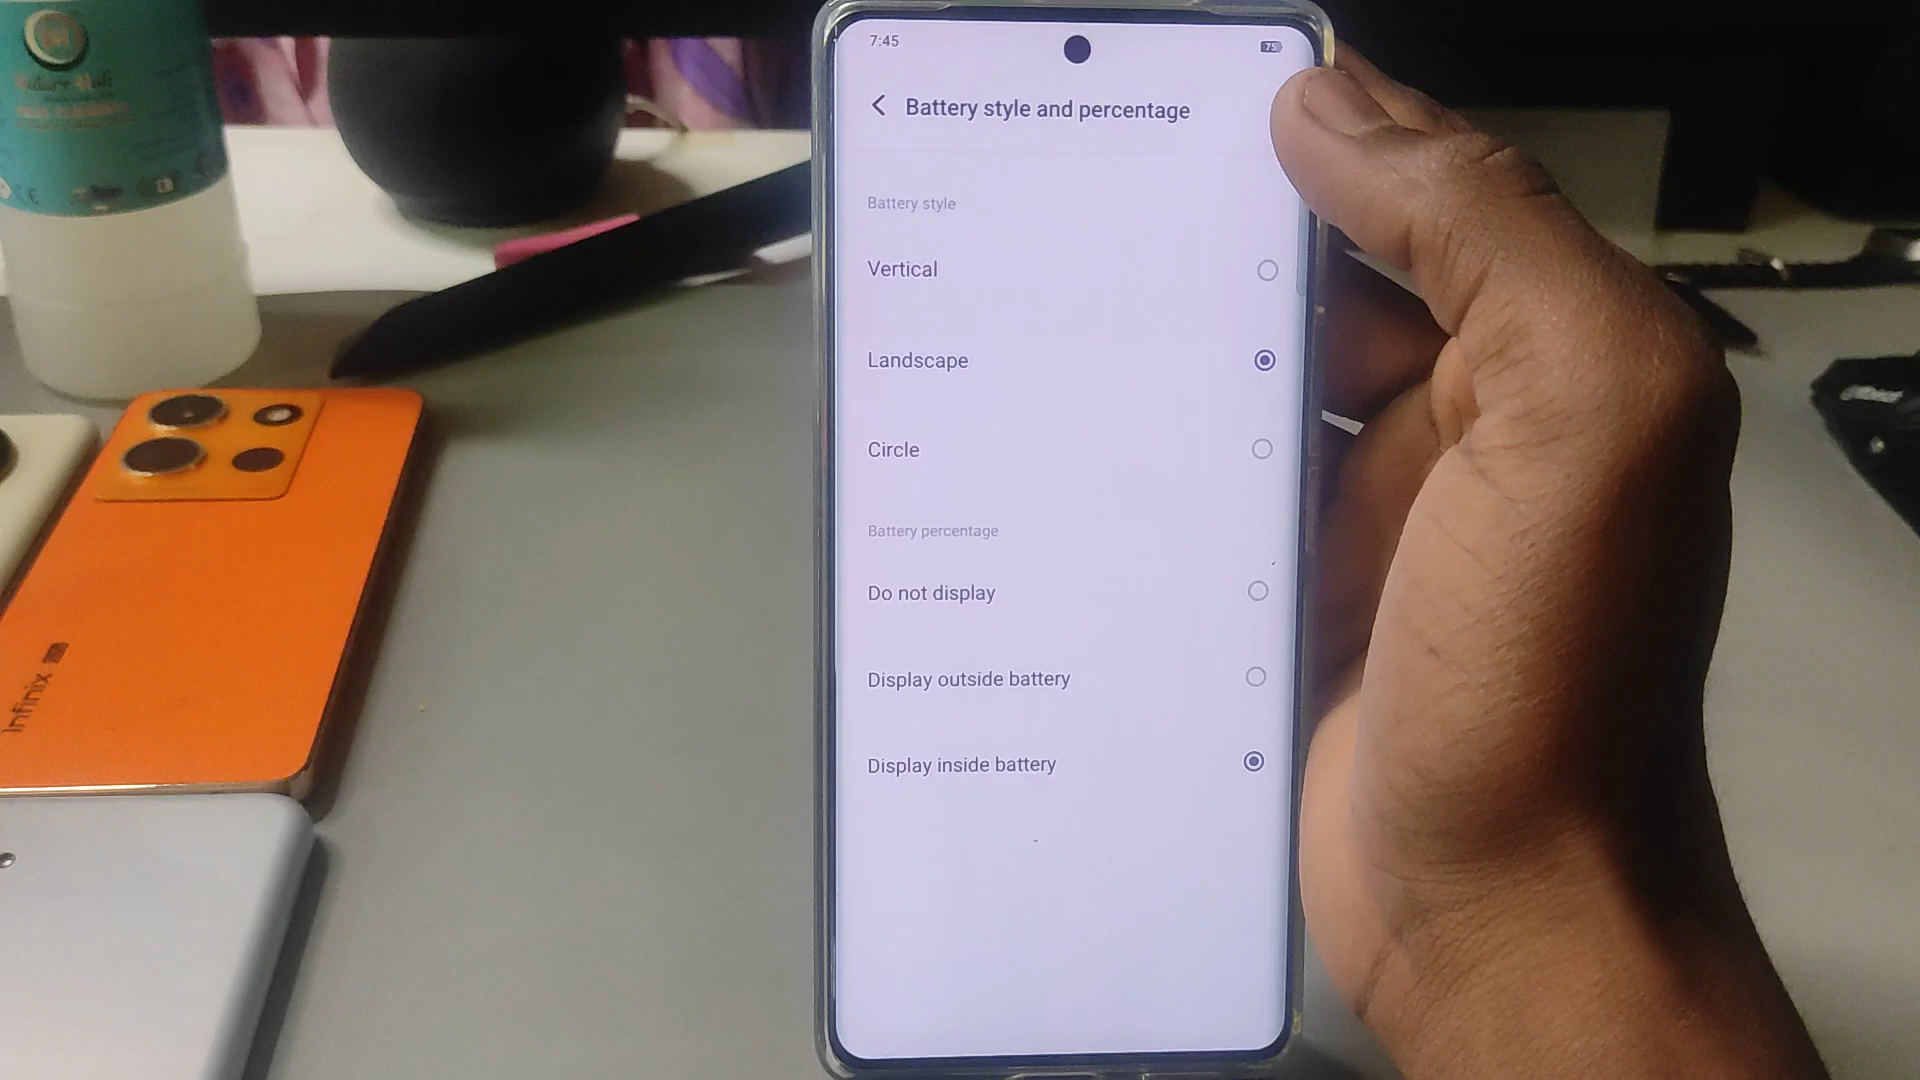 7:45
75
Battery style and percentage
Battery style
Vertical
Landscape
Circle
Battery percentage
Do not display
Display outside battery
Display inside battery
Infinix